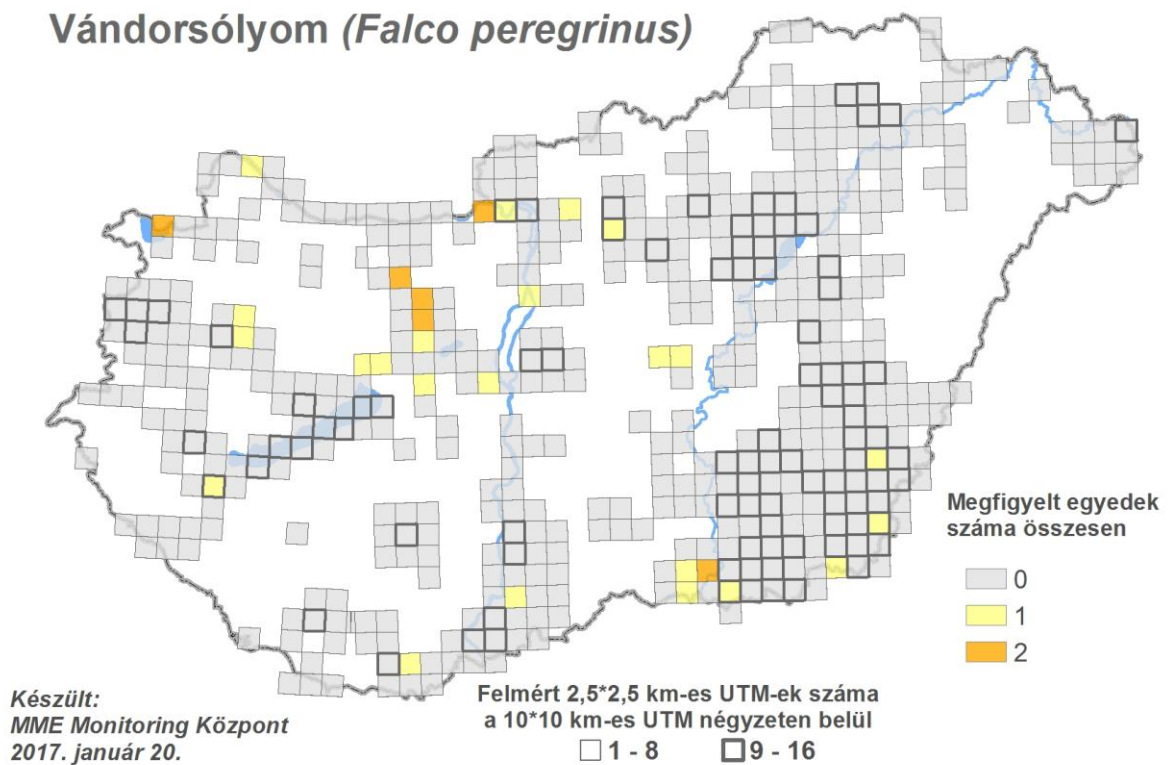 Vándorsólyom (Falco peregrinus)
Megfigyelt egyedek
száma összesen
0
1
2
Felmért 2,5*2,5 km-es UTM-ek száma
a 10*10 km-es UTM négyzeten belül
1 - 8
9 - 16
Készült:
MME Monitoring Központ
2017. január 20.